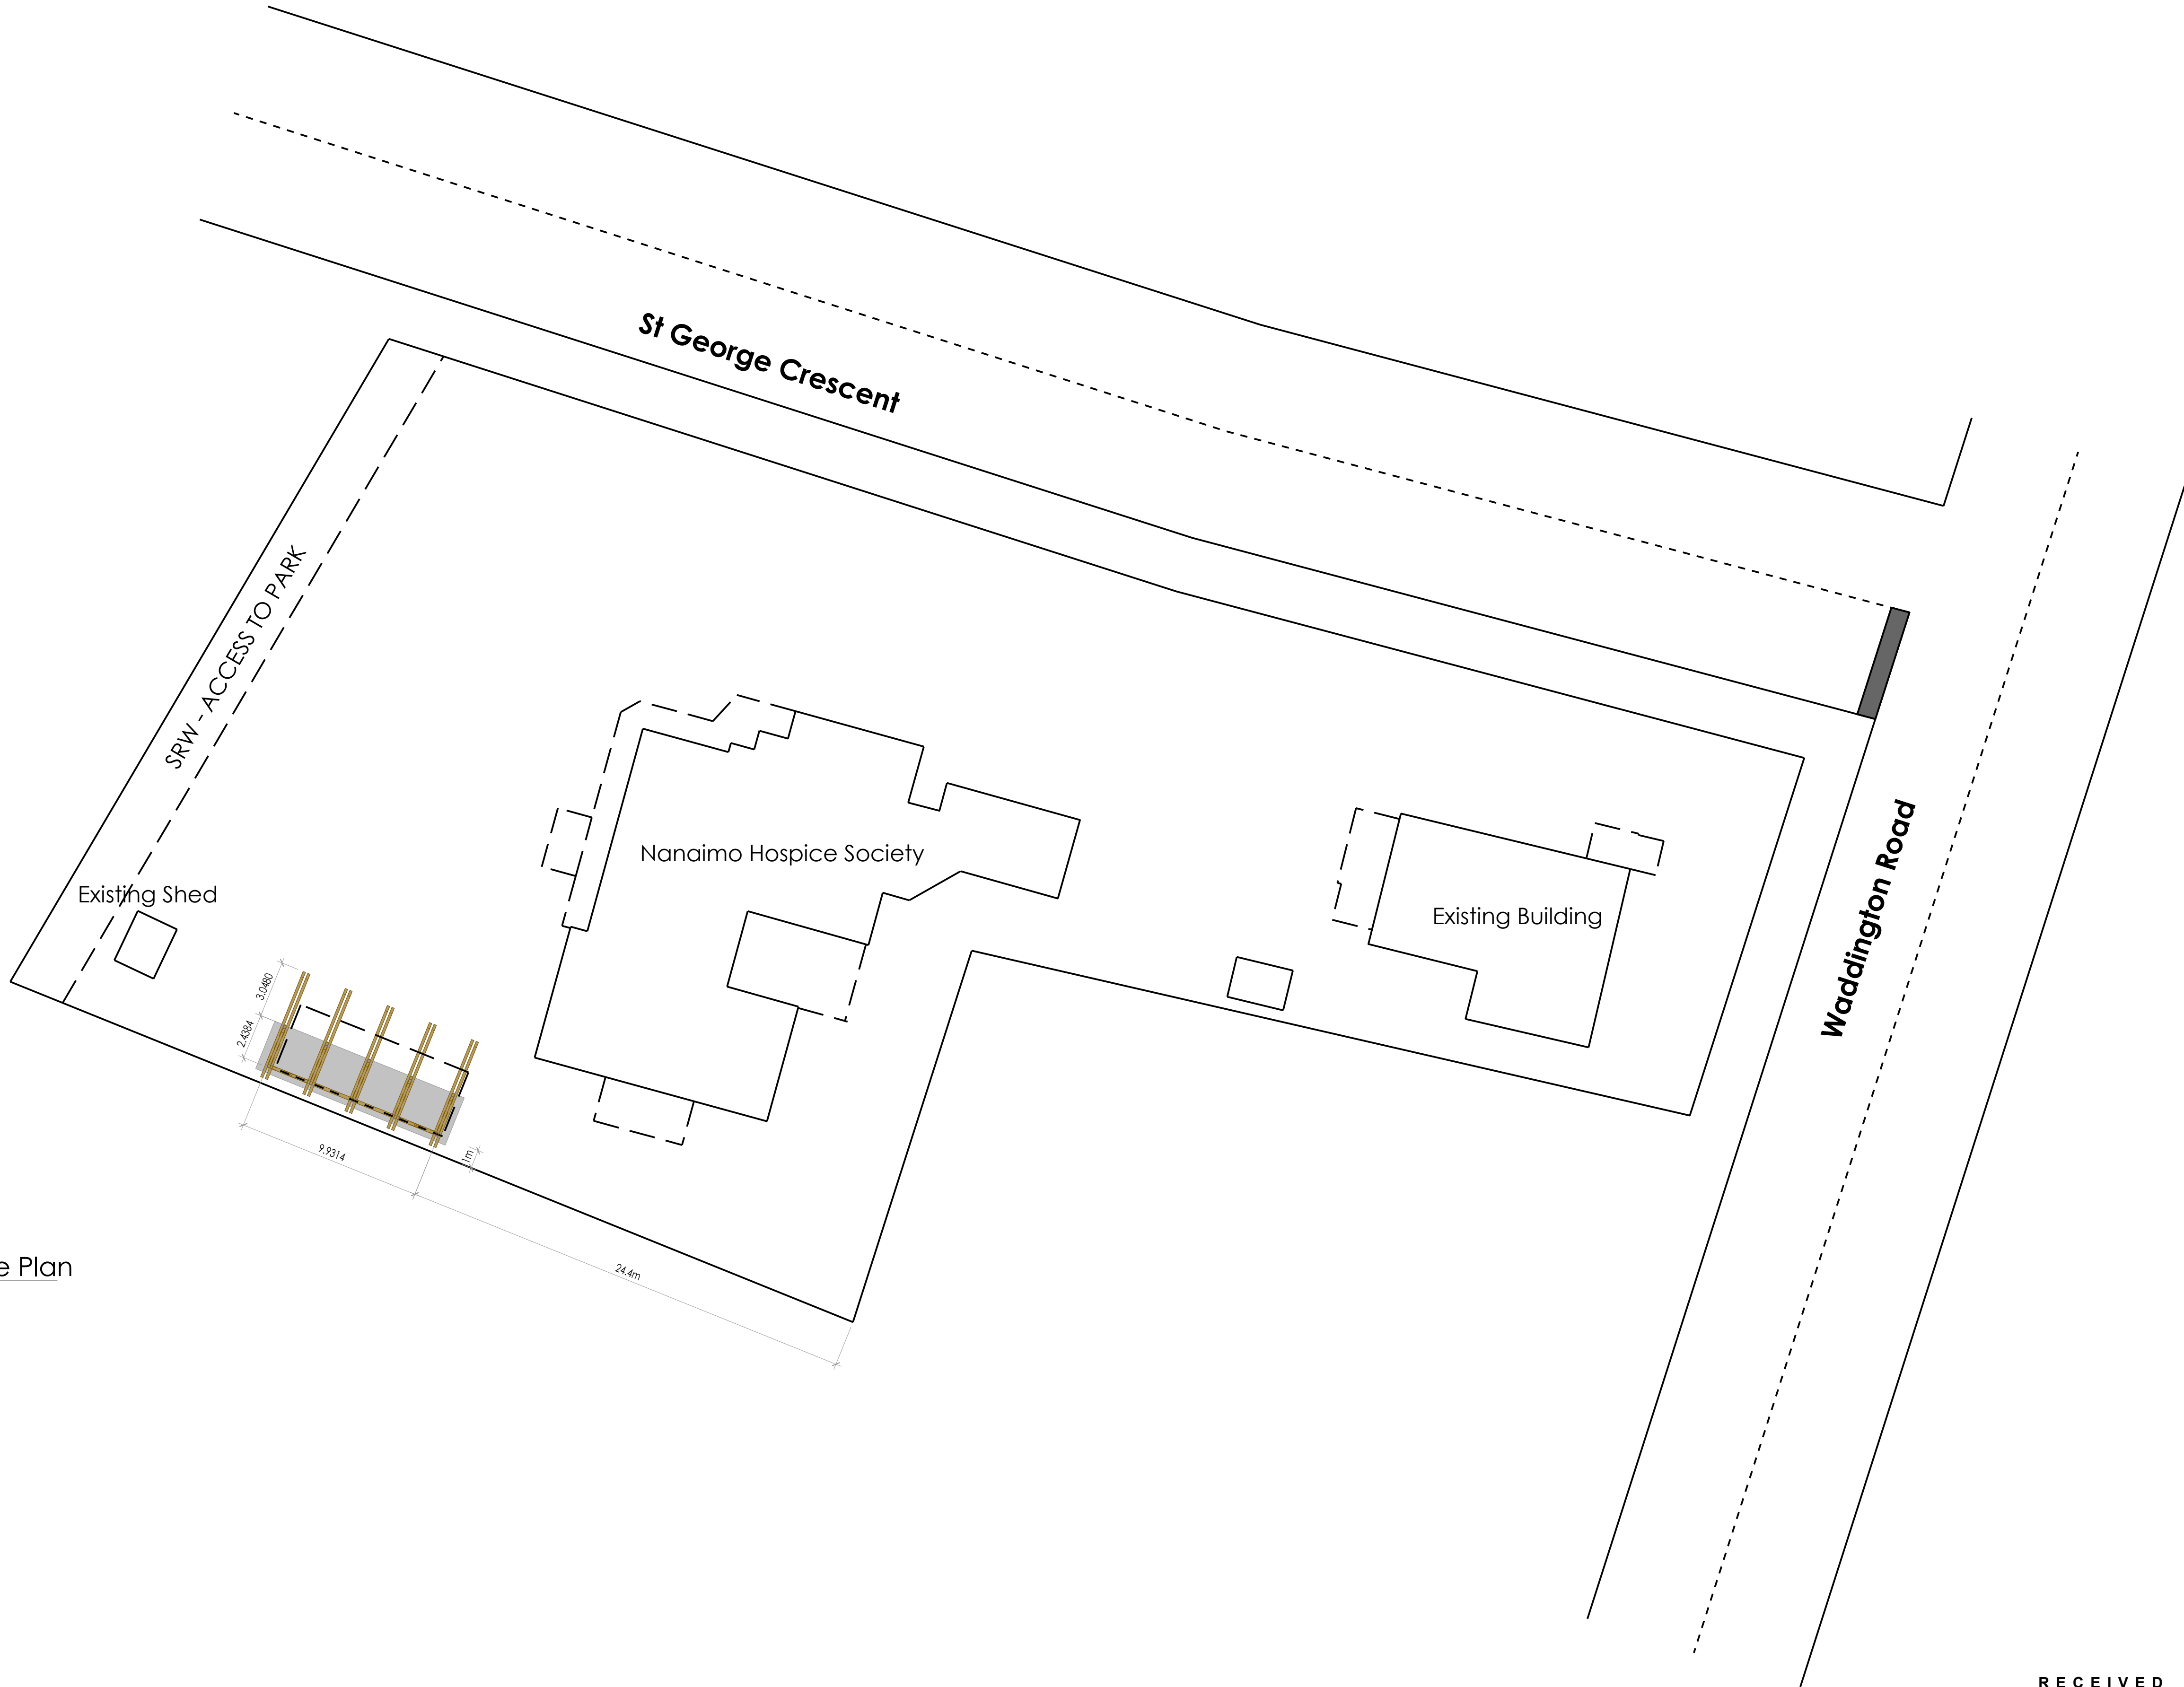 St George Crescent
SRW - ACCESS TO PARK
Waddington Road
Nanaimo Hospice Society
Existing Shed
Existing Building
3.0480
2.4384
9.9314
1m
24.4m
e Plan
RECEIVED